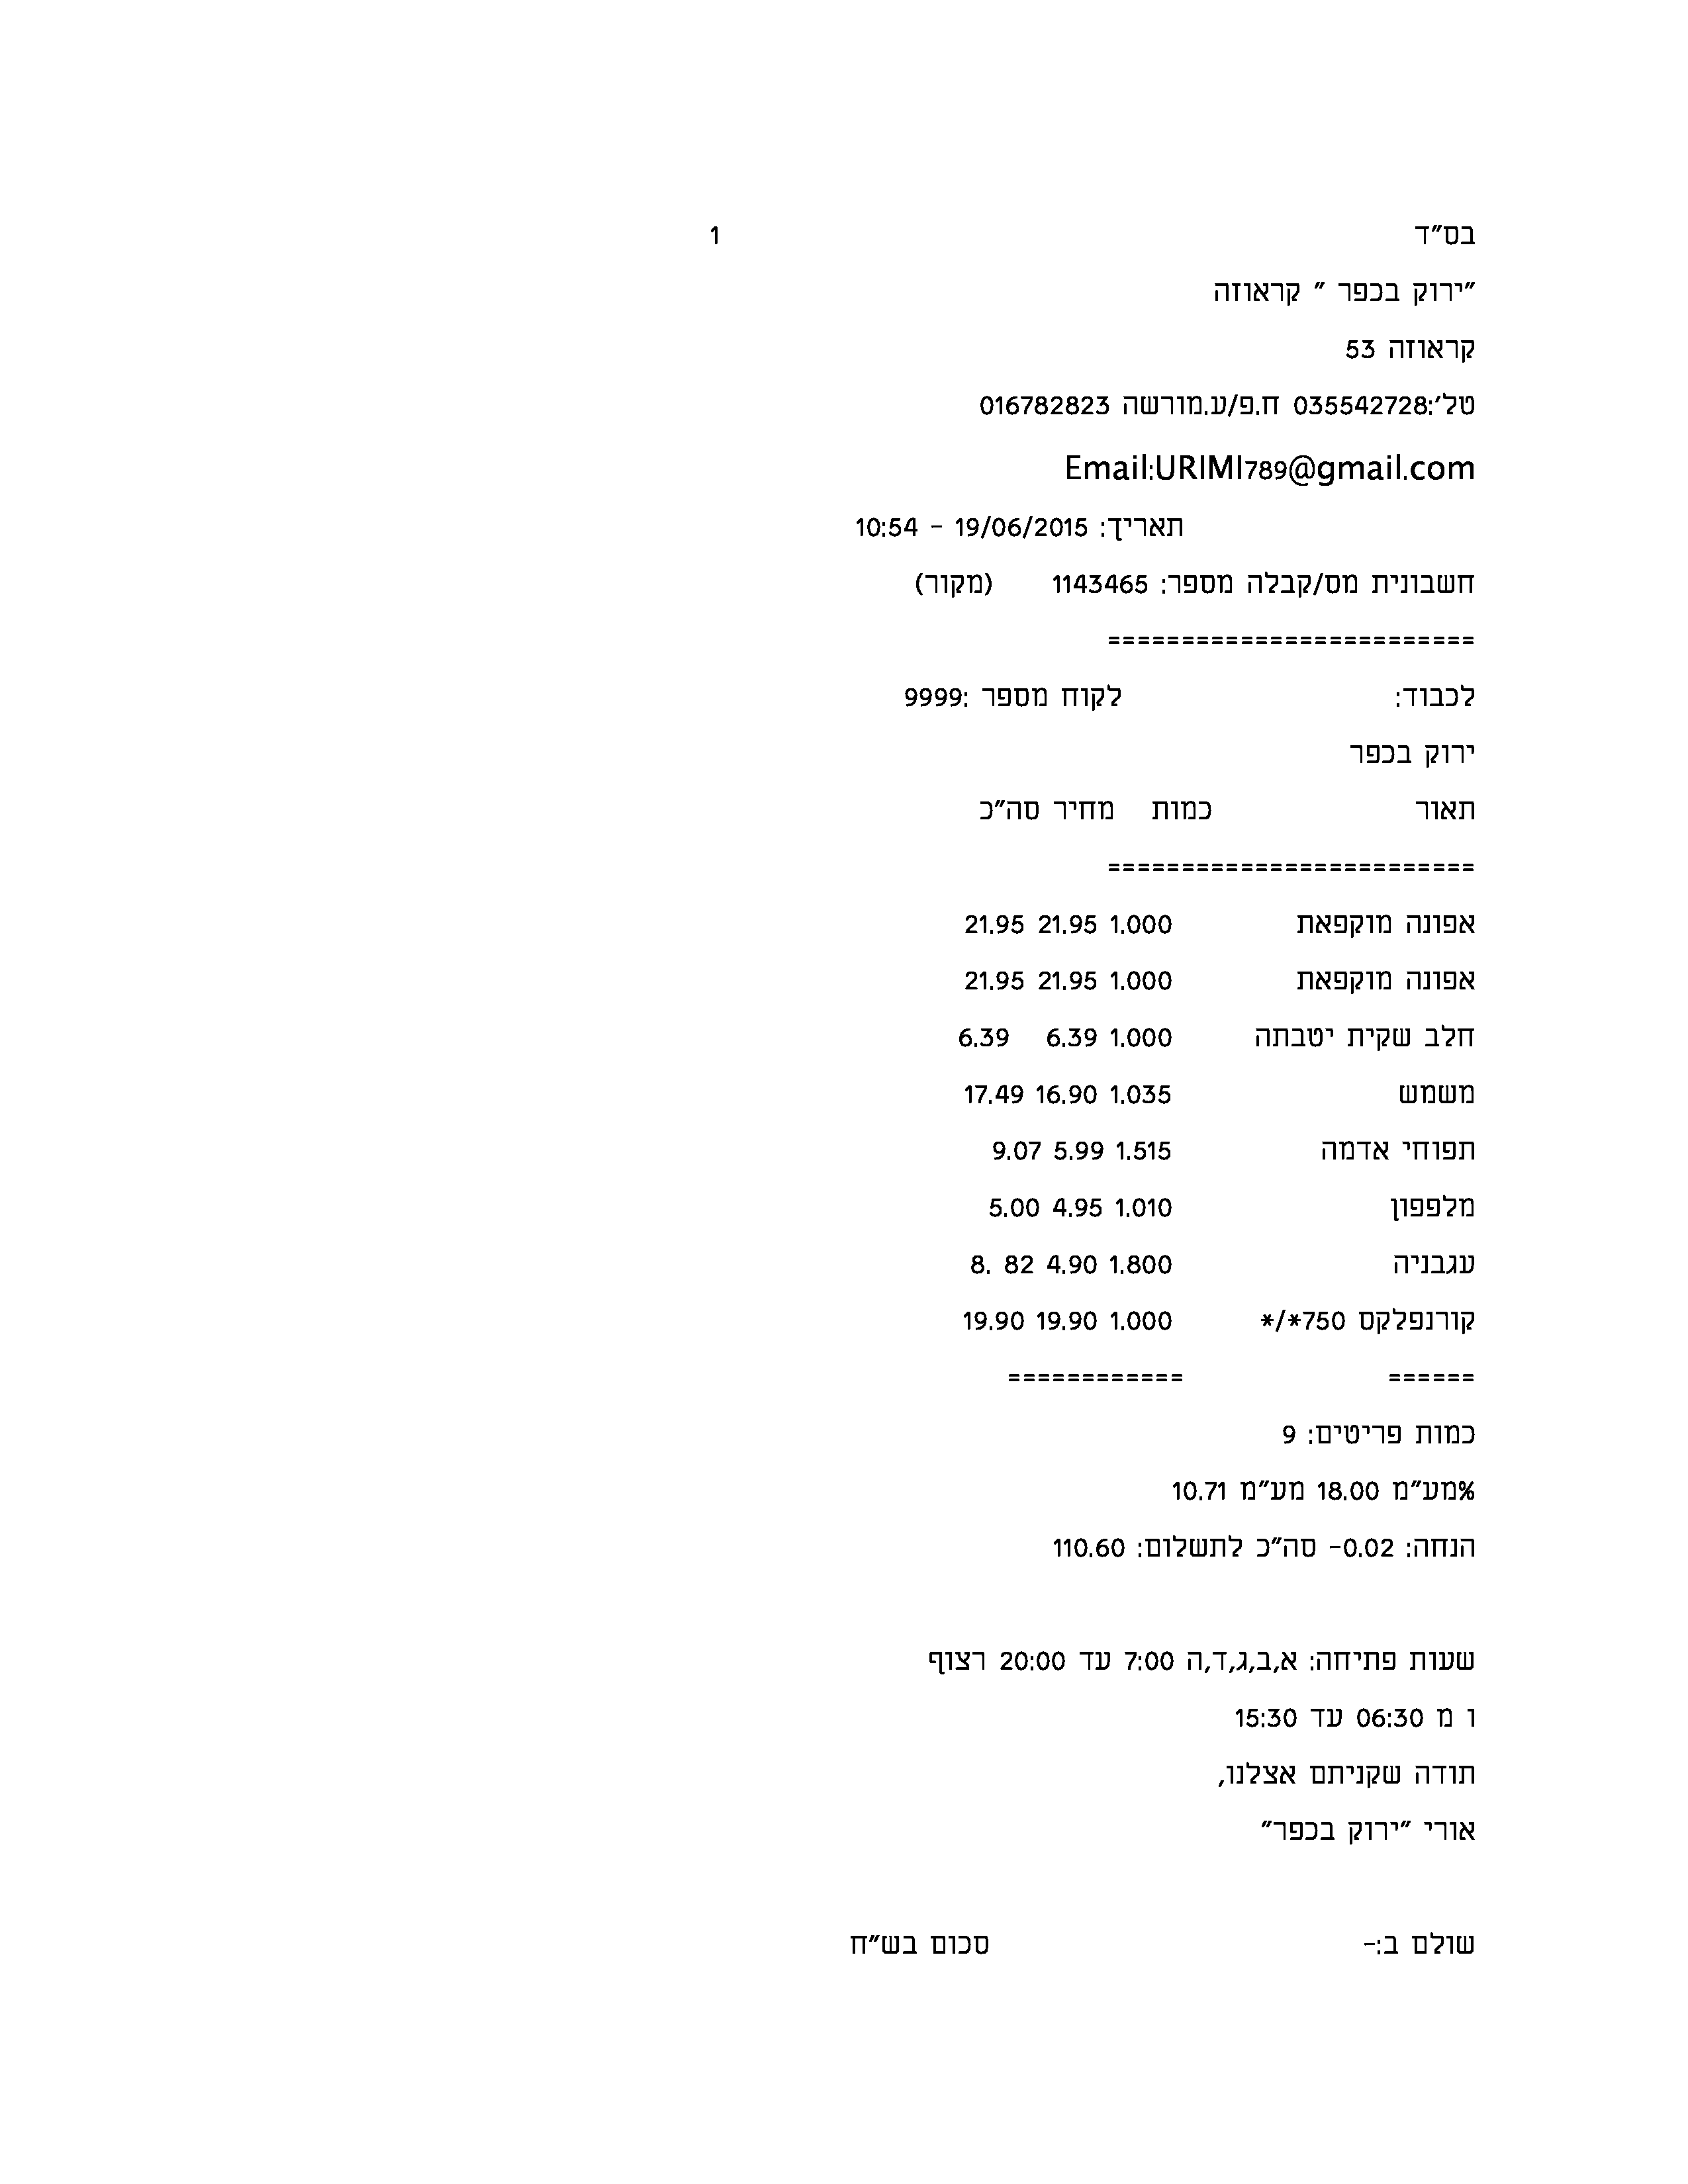 בס"ד 1
"ירוק בכפר " קראוזה
קראוזה 53
טל':035542728 ח.פ/ע.מורשה 016782823
Email:URIMI789@gmail.com
תאריך: 19/06/2015 - 10:54
חשבונית מס/קבלה מספר: 1143465 (מקור)
=========================
לכבוד: לקוח מספר :9999
ירוק בכפר
תאור כמות מחיר סה"כ
=========================
אפונה מוקפאת 1.000 21.95 21.95
אפונה מוקפאת 1.000 21.95 21.95
חלב שקית יטבתה 1.000 6.39 6.39
משמש 1.035 16.90 17.49
תפוחי אדמה 1.515 5.99 9.07
מלפפון 1.010 4.95 5.00
עגבניה 1.800 4.90 82 .8
קורנפלקס 750*/* 1.000 19.90 19.90
====== ============
כמות פריטים: 9
%מע"מ 18.00 מע"מ 10.71
הנחה: 0.02- סה"כ לתשלום: 110.60
שעות פתיחה: א,ב,ג,ד,ה 7:00 עד 20:00 רצוף
ו מ 06:30 עד 15:30
תודה שקניתם אצלנו,
אורי "ירוק בכפר"
שולם ב:- סכום בש"ח